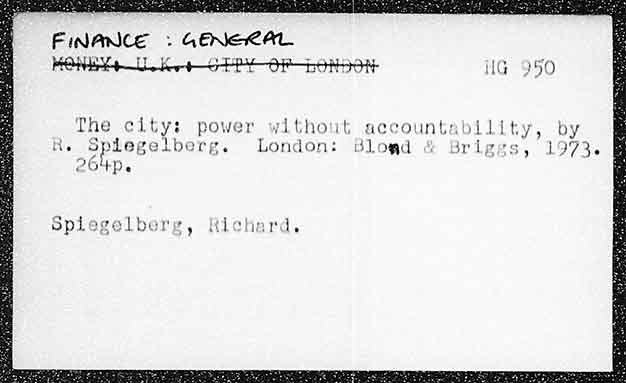 FINANCE : GENERAL
MONEY: U.K.: CITY OF LONDON HG 950
The city: power without accountability, by
R. Spiegelberg. London: Blond & Briggs, 1973.
264p.
Spiegelberg, Richard.